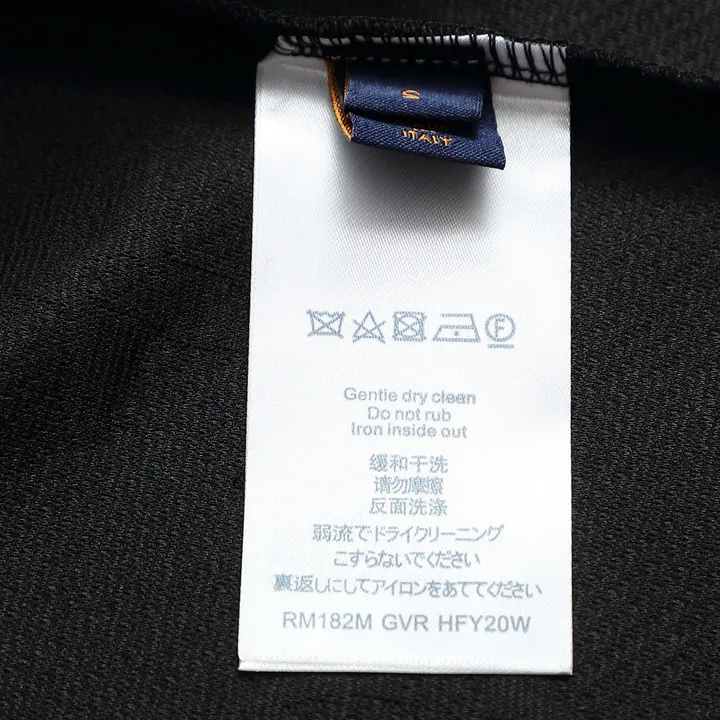 S
ITALY
F
Gentle dry clean
Do not rub
Iron inside out
缓和干洗
请勿摩擦
反面洗涤
弱流でドライクリーニング
こすらないでください
裏返しにしてアイロンをあててください
RM182M GVR HFY20W